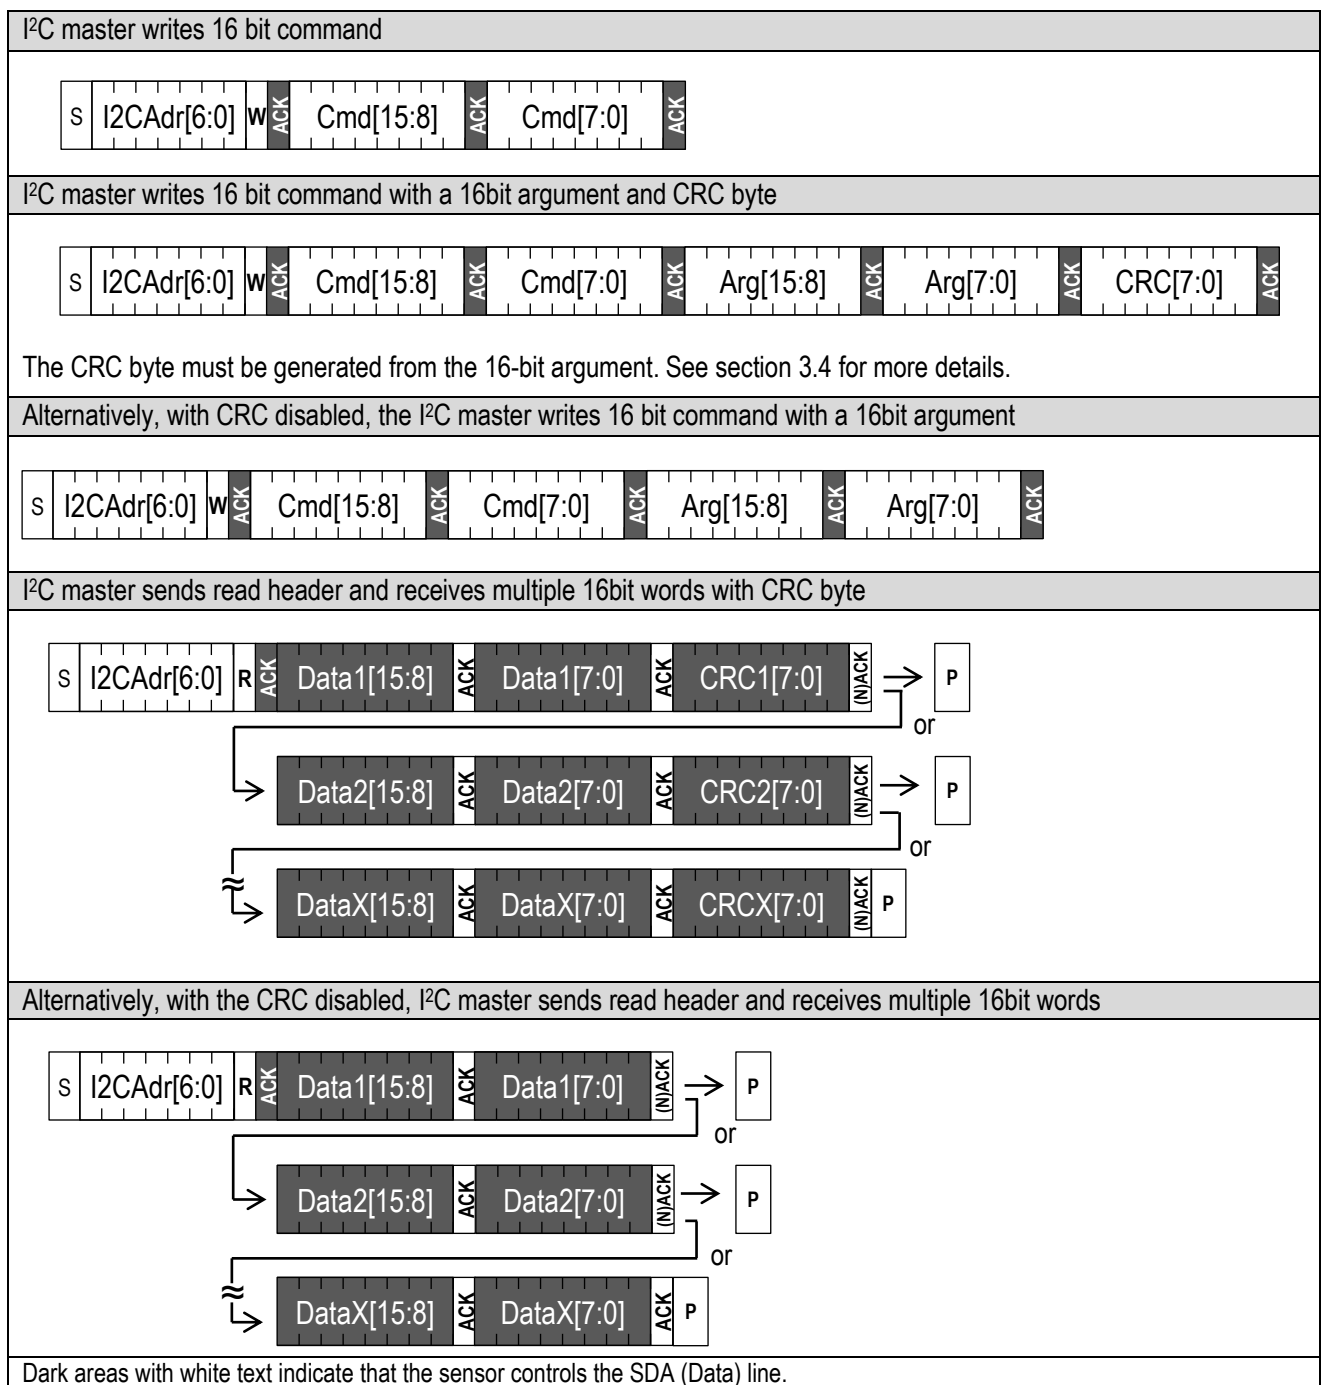 I²C master writes 16 bit command
S I2CAdr[6:0] W ACK Cmd[15:8] ACK Cmd[7:0] ACK
I²C master writes 16 bit command with a 16bit argument and CRC byte
S I2CAdr[6:0] W ACK Cmd[15:8] ACK Cmd[7:0] ACK Arg[15:8] ACK Arg[7:0] ACK CRC[7:0] ACK
The CRC byte must be generated from the 16-bit argument. See section 3.4 for more details.
Alternatively, with CRC disabled, the I²C master writes 16 bit command with a 16bit argument
S I2CAdr[6:0] W ACK Cmd[15:8] ACK Cmd[7:0] ACK Arg[15:8] ACK Arg[7:0] ACK
I²C master sends read header and receives multiple 16bit words with CRC byte
S I2CAdr[6:0] R ACK Data1[15:8] ACK Data1[7:0] ACK CRC1[7:0] (N)ACK P
or
Data2[15:8] ACK Data2[7:0] ACK CRC2[7:0] (N)ACK P
or
≈
DataX[15:8] ACK DataX[7:0] ACK CRCX[7:0] (N)ACK P
Alternatively, with the CRC disabled, I²C master sends read header and receives multiple 16bit words
S I2CAdr[6:0] R ACK Data1[15:8] ACK Data1[7:0] (N)ACK P
or
Data2[15:8] ACK Data2[7:0] (N)ACK P
or
≈
DataX[15:8] ACK DataX[7:0] ACK P
Dark areas with white text indicate that the sensor controls the SDA (Data) line.